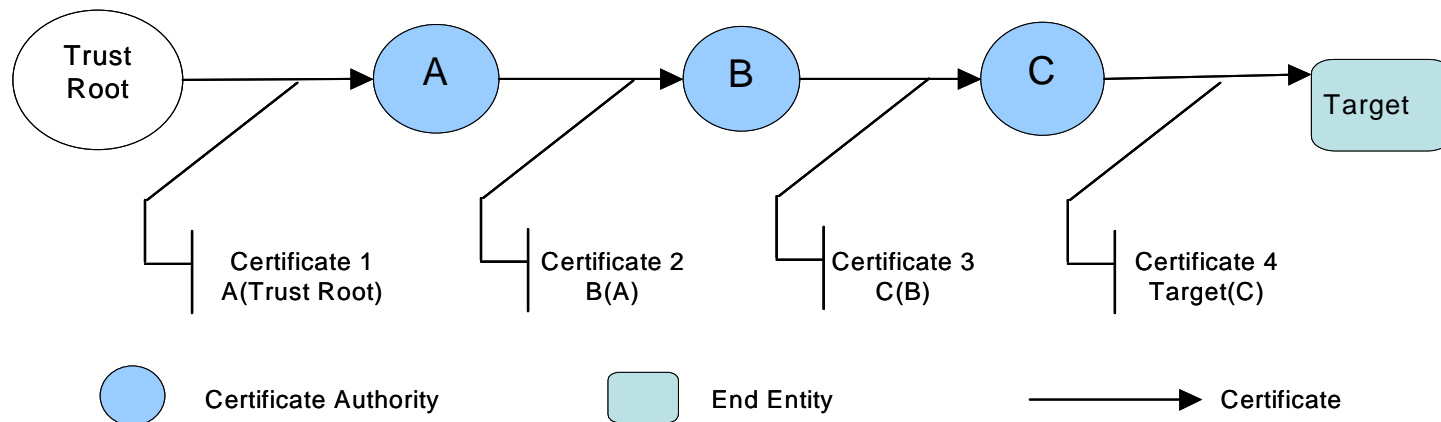 Trust
Root
A
B
C
Target
Certificate 1
A(Trust Root)
Certificate 2
B(A)
Certificate 3
C(B)
Certificate 4
Target(C)
Certificate Authority
End Entity
Certificate